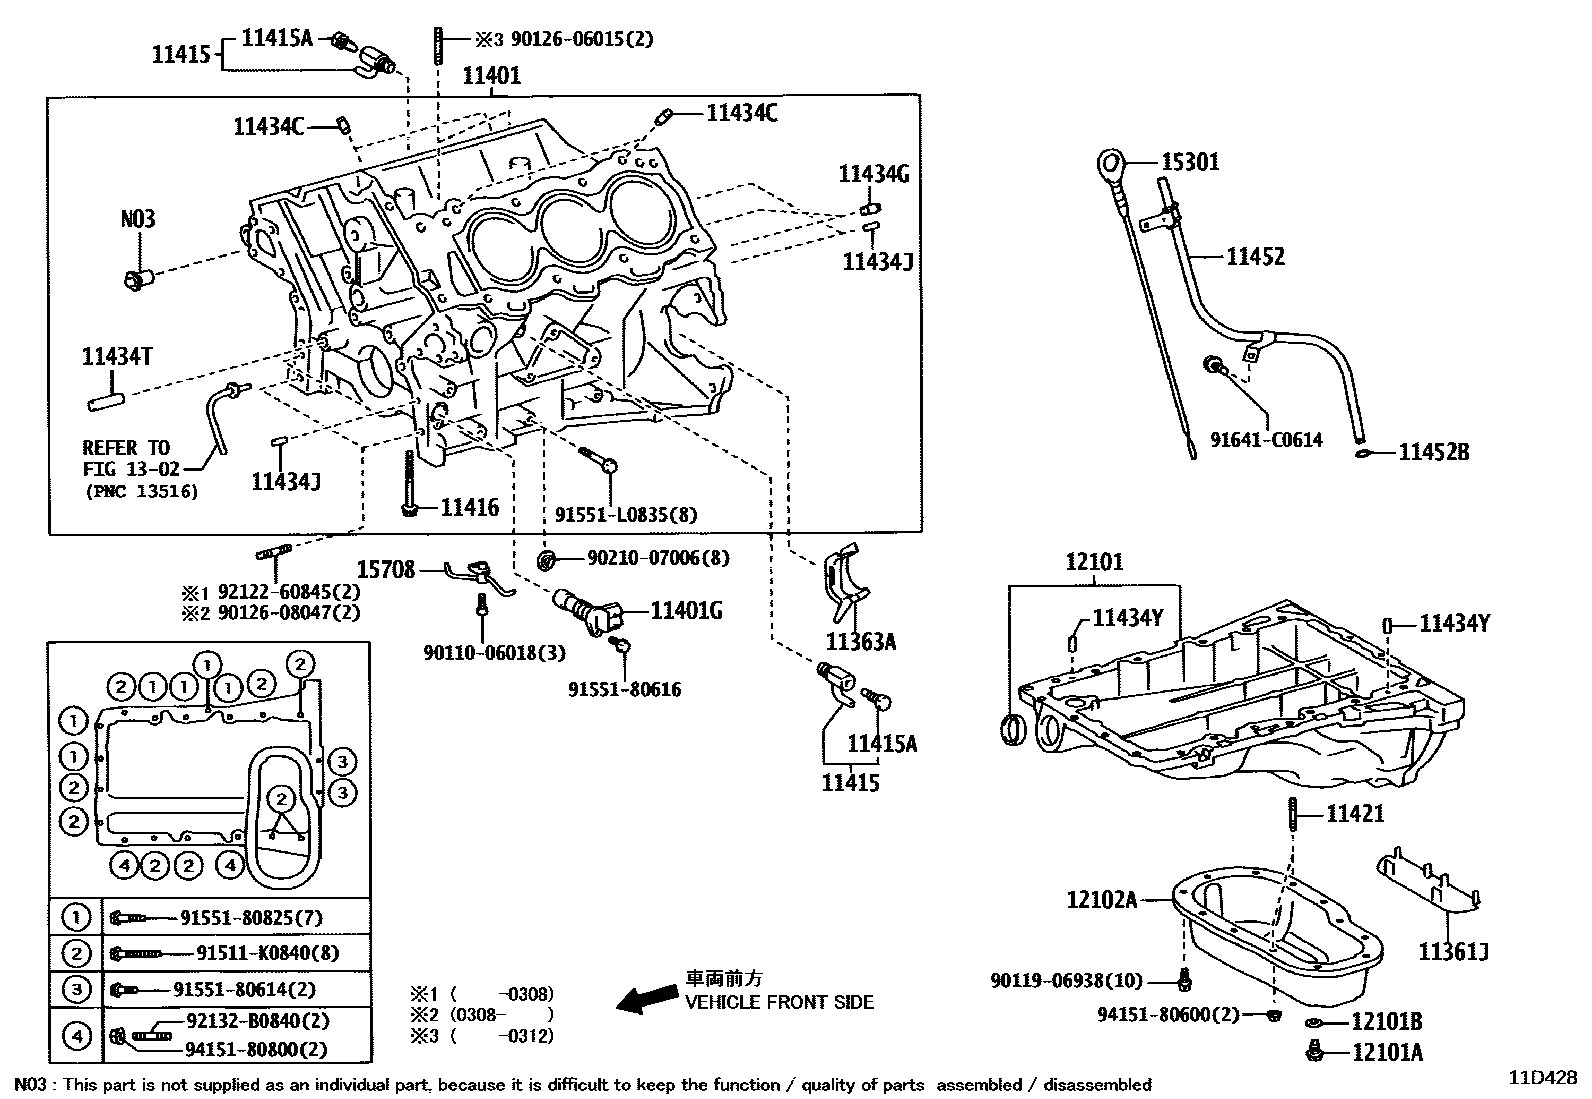 11415A
11415
※3 90126-06015(2)
11401
11434C
11434C
11434G
N03
11434J
11434T
REFER TO
FIG 13-02
(PNC 13516)
11434J
11416
91551-L0835(8)
15301
11452
91641-C0614
11452B
※1 92122-60845(2)
※2 90126-08047(2)
15708
90210-07006(8)
11401G
90110-06018(3)
91551-80616
11363A
11415A
11415
12101
11434Y
11434Y
11421
12102A
11361J
90119-06938(10)
94151-80600(2)
12101B
12101A
2 1 1 1 1 2 2
1
1
2
2
3
3
2
4 2 2 4
1 91551-80825(7)
2 91511-K0840(8)
3 91551-80614(2)
4 92132-B0840(2)
94151-80800(2)
※1 ( -0308)
※2 (0308- )
※3 ( -0312)
車両前方
VEHICLE FRONT SIDE
N03 : This part is not supplied as an individual part, because it is difficult to keep the function / quality of parts assembled / disassembled
11D428